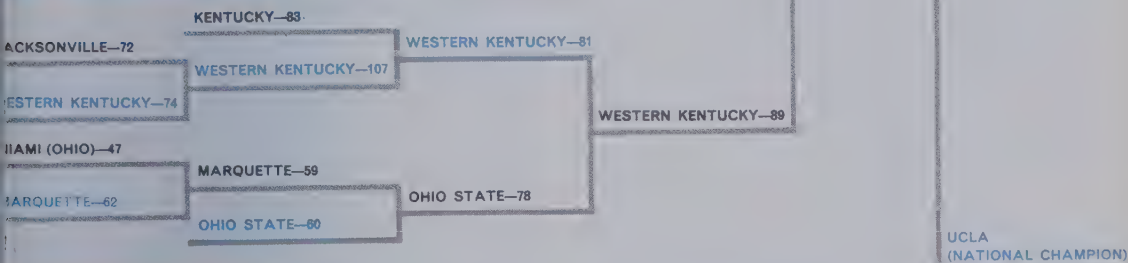 KENTUCKY—83
ACKSONVILLE—72
WESTERN KENTUCKY—81
WESTERN KENTUCKY—107
ESTERN KENTUCKY—74
WESTERN KENTUCKY—89
IIAMI (OHIO)—47
MARQUETTE—59
OHIO STATE—78
ARQUETTE—62
OHIO STATE—60
UCLA
(NATIONAL CHAMPION)